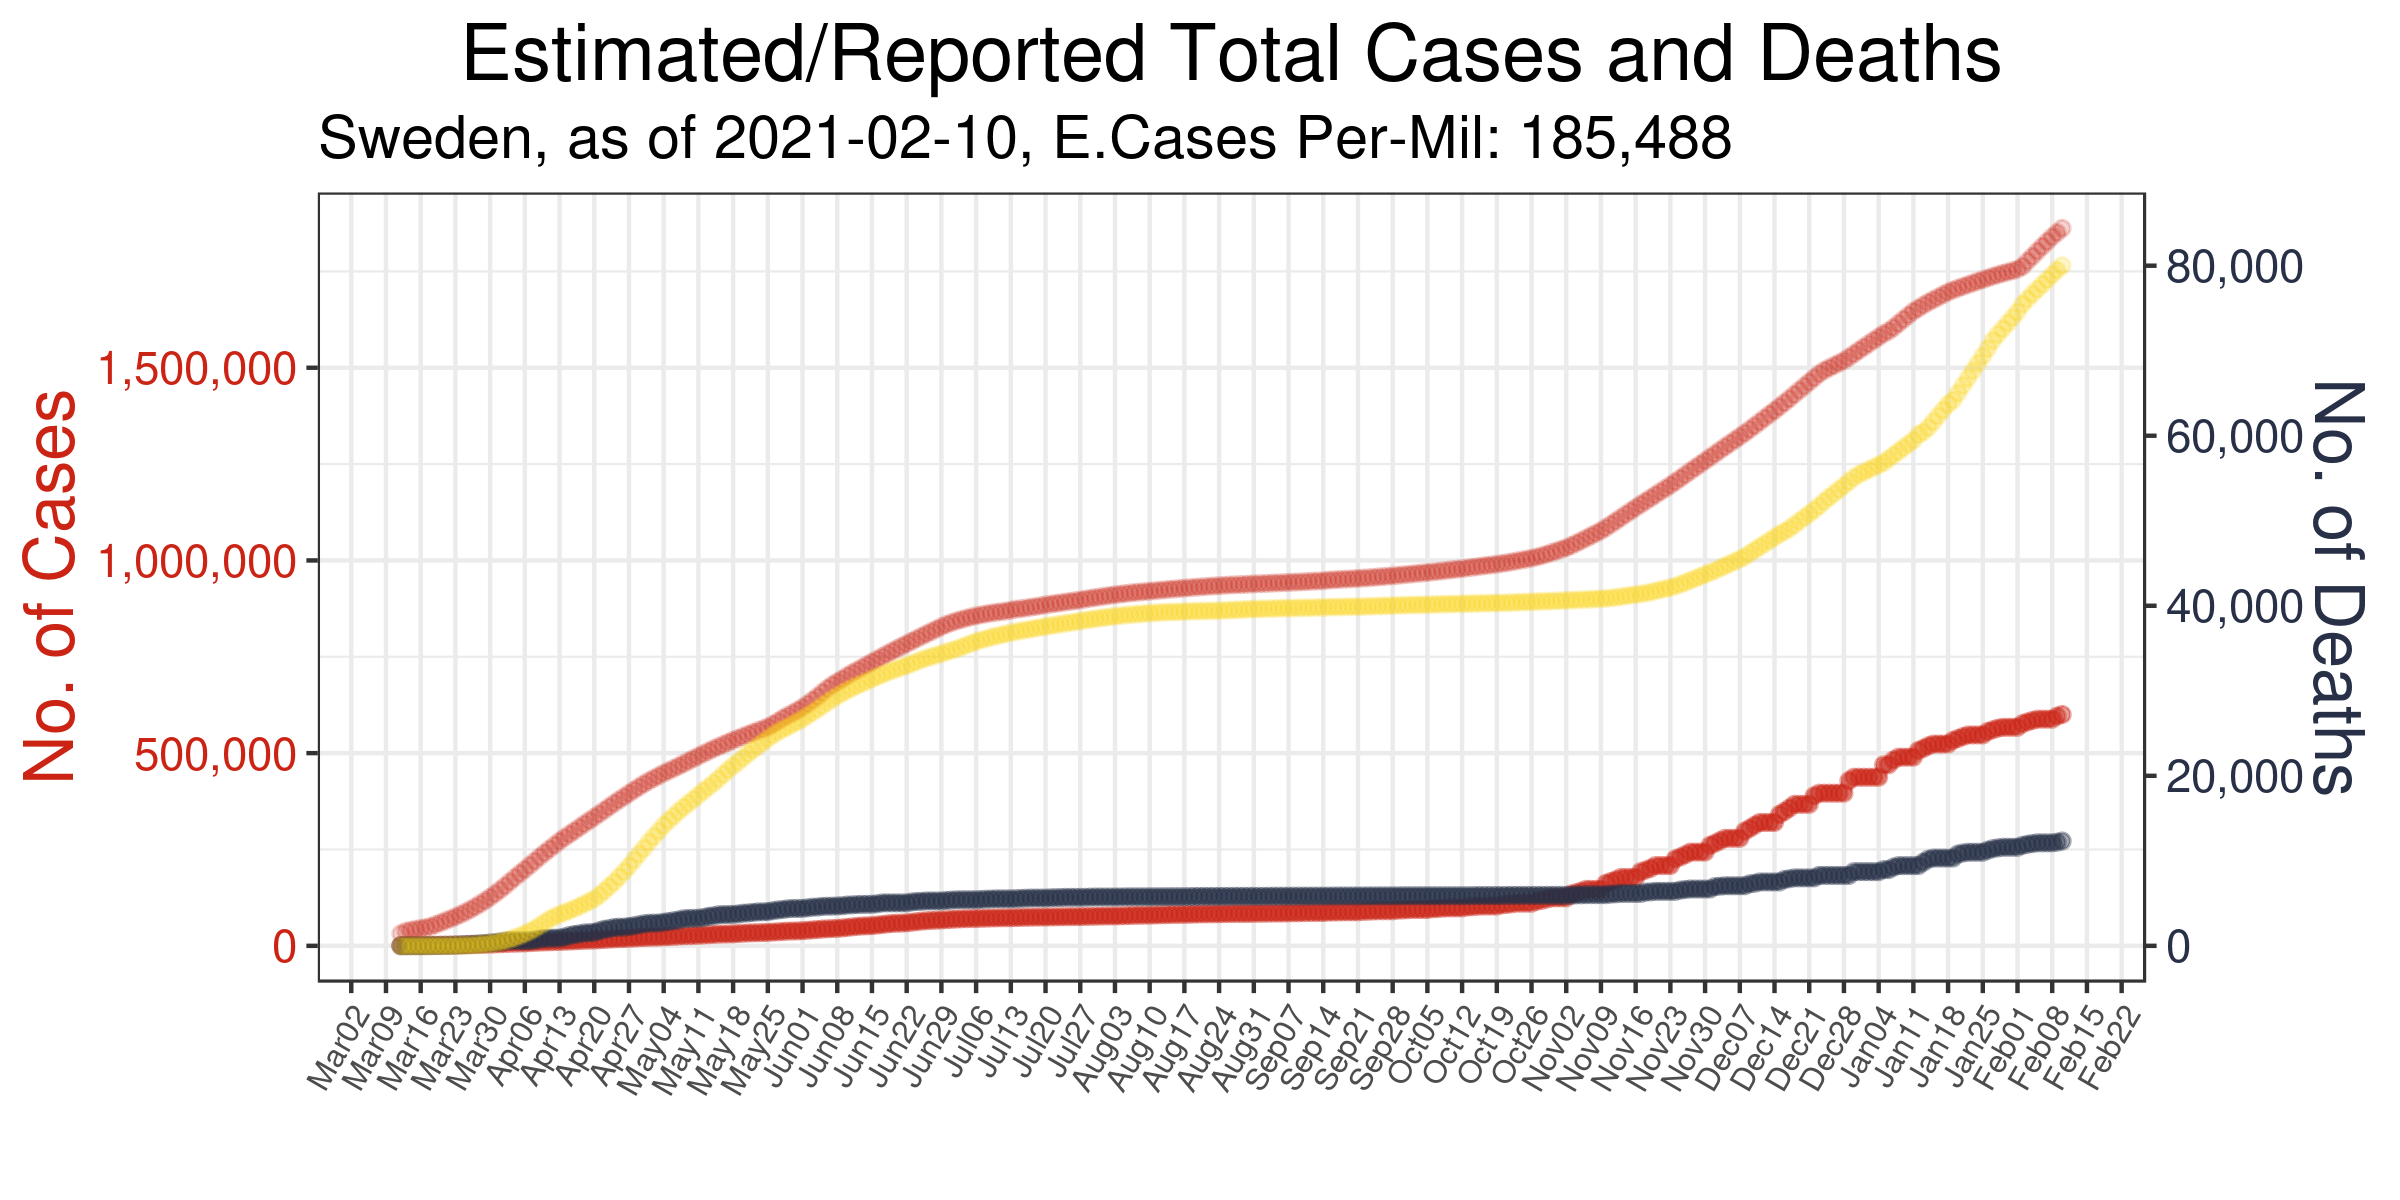 Estimated/Reported Total Cases and Deaths
Sweden, as of 2021-02-10, E.Cases Per-Mil: 185,488
No. of Cases
1,500,000
1,000,000
500,000
0
80,000
60,000
40,000
20,000
0
No. of Deaths
Mar02
Mar09
Mar16
Mar23
Mar30
Apr06
Apr13
Apr20
Apr27
May04
May11
May18
May25
Jun01
Jun08
Jun15
Jun22
Jun29
Jul06
Jul13
Jul20
Jul27
Aug03
Aug10
Aug17
Aug24
Aug31
Sep07
Sep14
Sep21
Sep28
Oct05
Oct12
Oct19
Oct26
Nov02
Nov09
Nov16
Nov23
Nov30
Dec07
Dec14
Dec21
Dec28
Jan04
Jan11
Jan18
Jan25
Feb01
Feb08
Feb15
Feb22